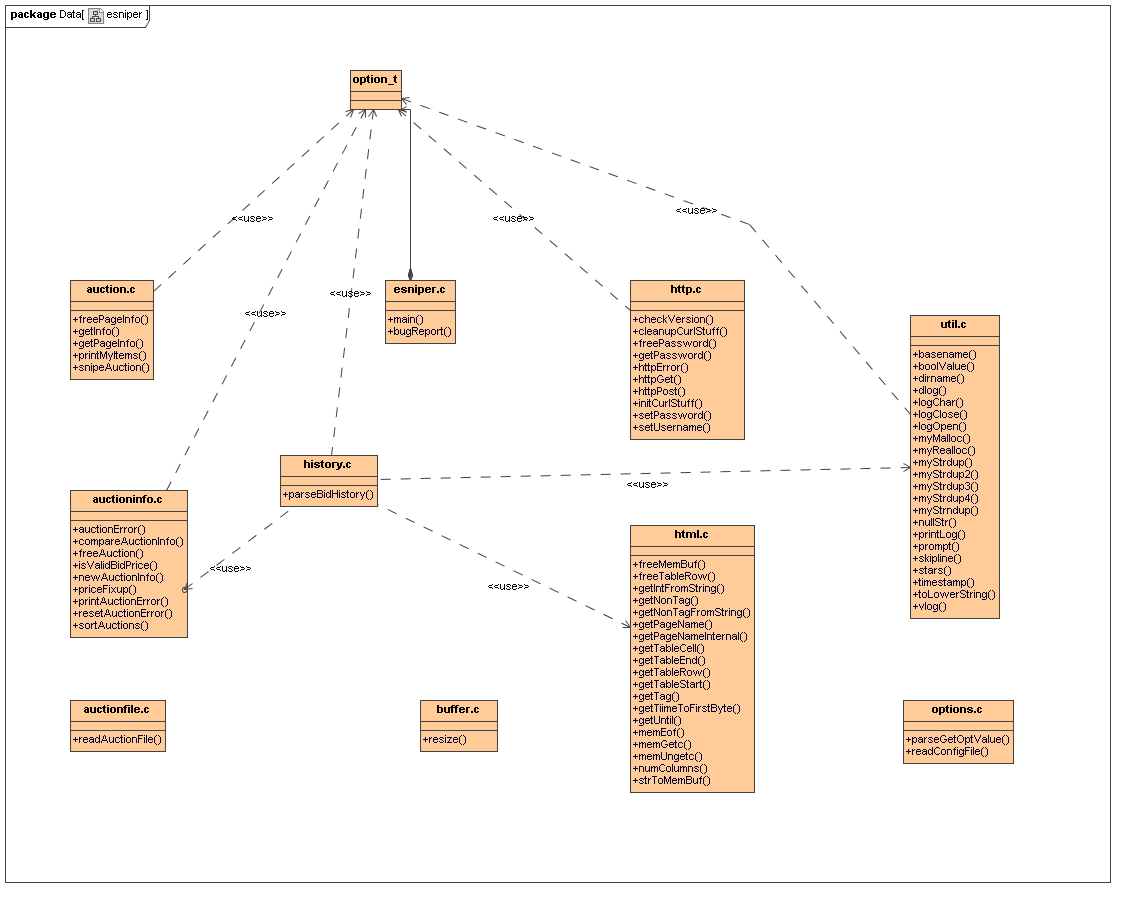 package Data[ esniper ]
option_t
<<use>>
<<use>>
<<use>>
<<use>>
<<use>>
auction.c
+freePageInfo()
+getInfo()
+getPageInfo()
+printMyItems()
+snipeAuction()
esniper.c
+main()
+bugReport()
http.c
+checkVersion()
+cleanupCurlStuff()
+freePassword()
+getPassword()
+httpError()
+httpGet()
+httpPost()
+initCurlStuff()
+setPassword()
+setUsername()
util.c
+basename()
+boolValue()
+dirname()
+dlog()
+logChar()
+logClose()
+logOpen()
+myMalloc()
+myRealloc()
+myStrdup()
+myStrdup2()
+myStrdup3()
+myStrdup4()
+myStrndup()
+nullStr()
+printLog()
+prompt()
+skipline()
+stars()
+timestamp()
+toLowerString()
+vlog()
history.c
+parseBidHistory()
<<use>>
<<use>>
<<use>>
auctioninfo.c
+auctionError()
+compareAuctionInfo()
+freeAuction()
+isValidBidPrice()
+newAuctionInfo()
+priceFixup()
+printAuctionError()
+resetAuctionError()
+sortAuctions()
html.c
+freeMemBuf()
+freeTableRow()
+getIntFromString()
+getNonTag()
+getNonTagFromString()
+getPageName()
+getPageNameInternal()
+getTableCell()
+getTableEnd()
+getTableRow()
+getTableStart()
+getTag()
+getTiimeToFirstByte()
+getUntil()
+memEof()
+memGetc()
+memUngetc()
+numColumns()
+strToMemBuf()
auctionfile.c
+readAuctionFile()
buffer.c
+resize()
options.c
+parseGetOptValue()
+readConfigFile()